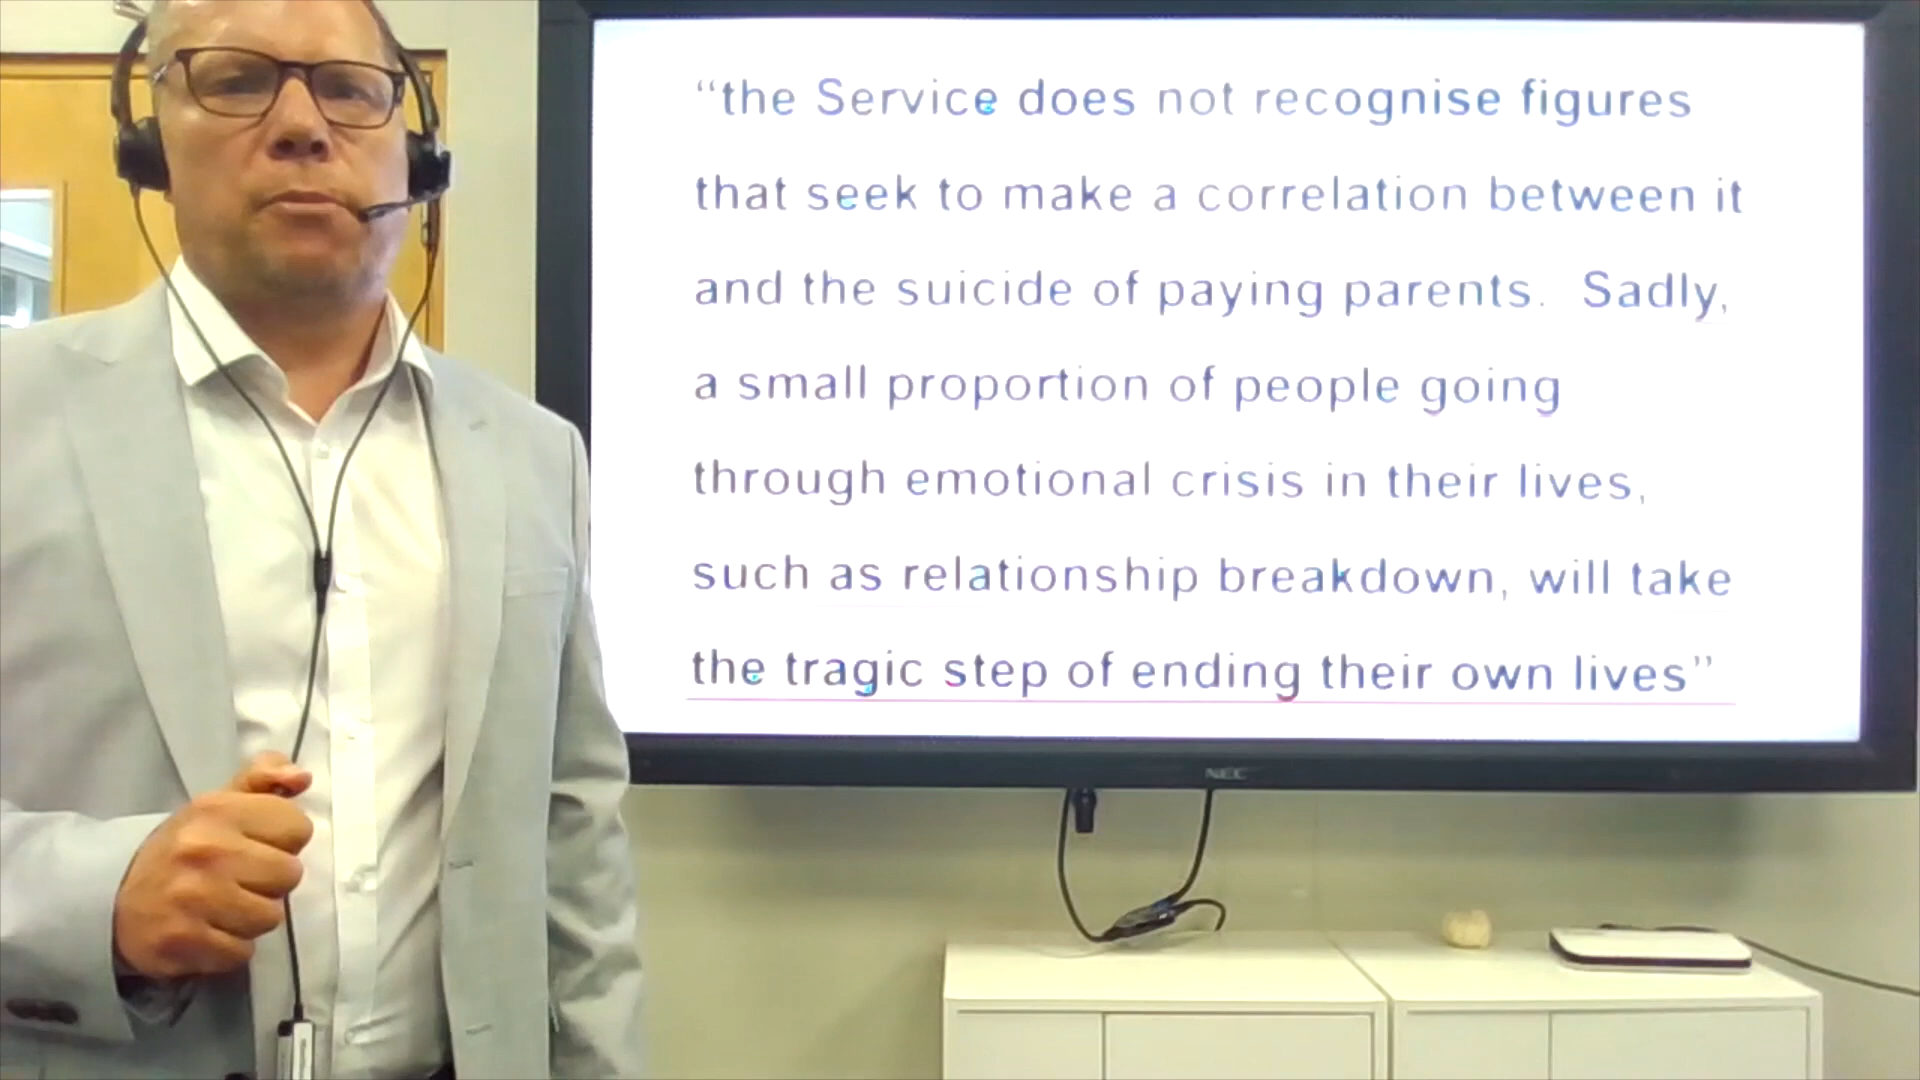 “the Service does not recognise figures
that seek to make a correlation between it
and the suicide of paying parents.  Sadly,
a small proportion of people going
through emotional crisis in their lives,
such as relationship breakdown, will take
the tragic step of ending their own lives”
NEC